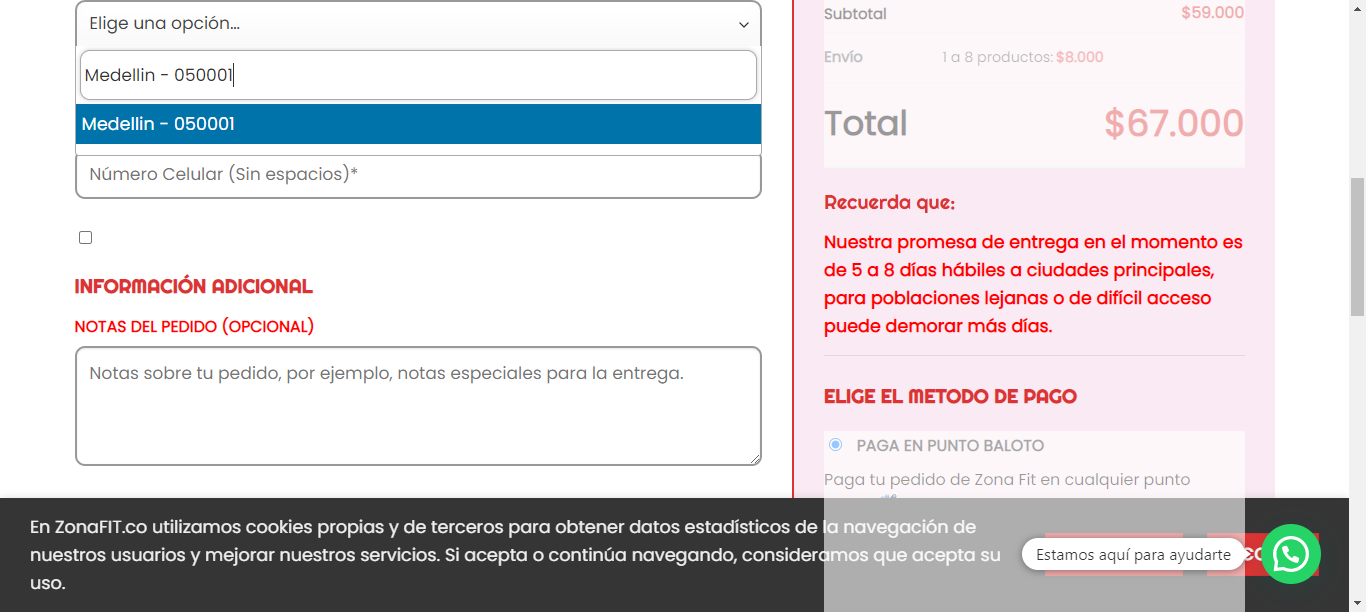 Elige una opción...
Medellin - 050001
Medellin - 050001
Número Celular (Sin espacios)*
INFORMACIÓN ADICIONAL
NOTAS DEL PEDIDO (OPCIONAL)
Notas sobre tu pedido, por ejemplo, notas especiales para la entrega.
Subtotal $59.000
Envío 1 a 8 productos: $8.000
Total $67.000
Recuerda que:
Nuestra promesa de entrega en el momento es
de 5 a 8 días hábiles a ciudades principales,
para poblaciones lejanas o de difícil acceso
puede demorar más días.
ELIGE EL METODO DE PAGO
PAGA EN PUNTO BALOTO
Paga tu pedido de Zona Fit en cualquier punto
En ZonaFIT.co utilizamos cookies propias y de terceros para obtener datos estadísticos de la navegación de
nuestros usuarios y mejorar nuestros servicios. Si acepta o continúa navegando, consideramos que acepta su
uso.
Estamos aquí para ayudarte